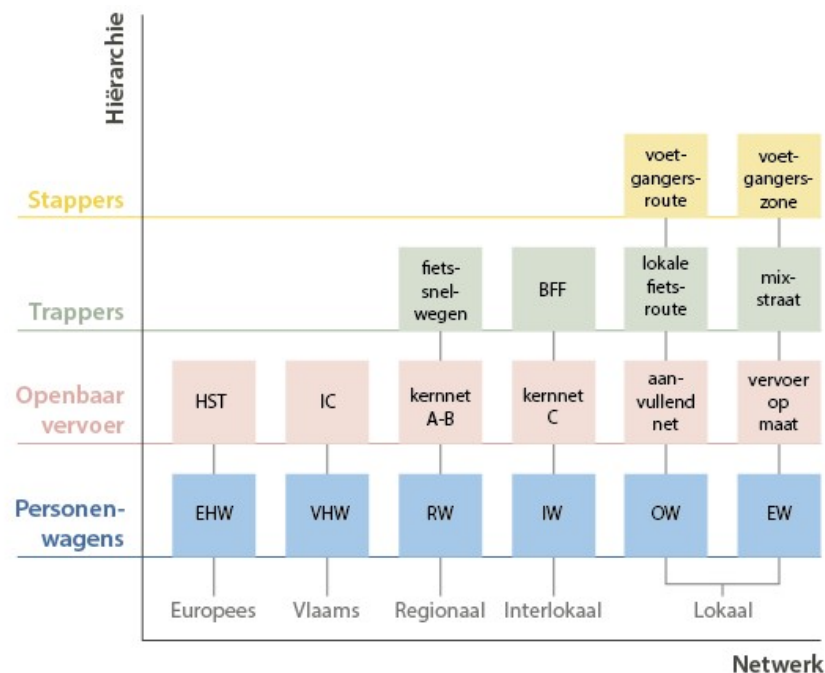 Hiërarchie
Stappers
voet-
gangers-
route
voet-
gangers-
zone
Trappers
fiets-
snel-
wegen
BFF
lokale
fiets-
route
mix-
straat
Openbaar
vervoer
HST
IC
kernnet
A-B
kernnet
C
aan-
vullend
net
vervoer
op
maat
Personen-
wagens
EHW
VHW
RW
IW
OW
EW
Europees
Vlaams
Regionaal
Interlokaal
Lokaal
Netwerk